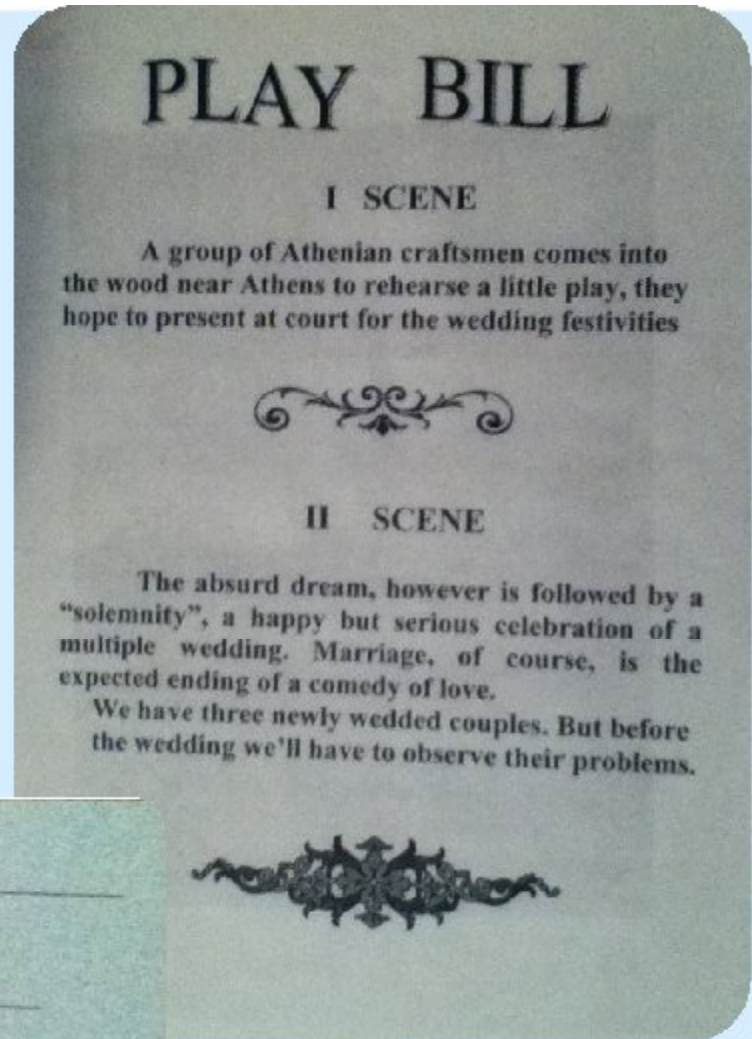 PLAY BILL
I SCENE
A group of Athenian craftsmen comes into
the wood near Athens to rehearse a little play, they
hope to present at court for the wedding festivities
II SCENE
The absurd dream, however is followed by a
“solemnity”, a happy but serious celebration of a
multiple wedding. Marriage, of course, is the
expected ending of a comedy of love.
We have three newly wedded couples. But before
the wedding we’ll have to observe their problems.